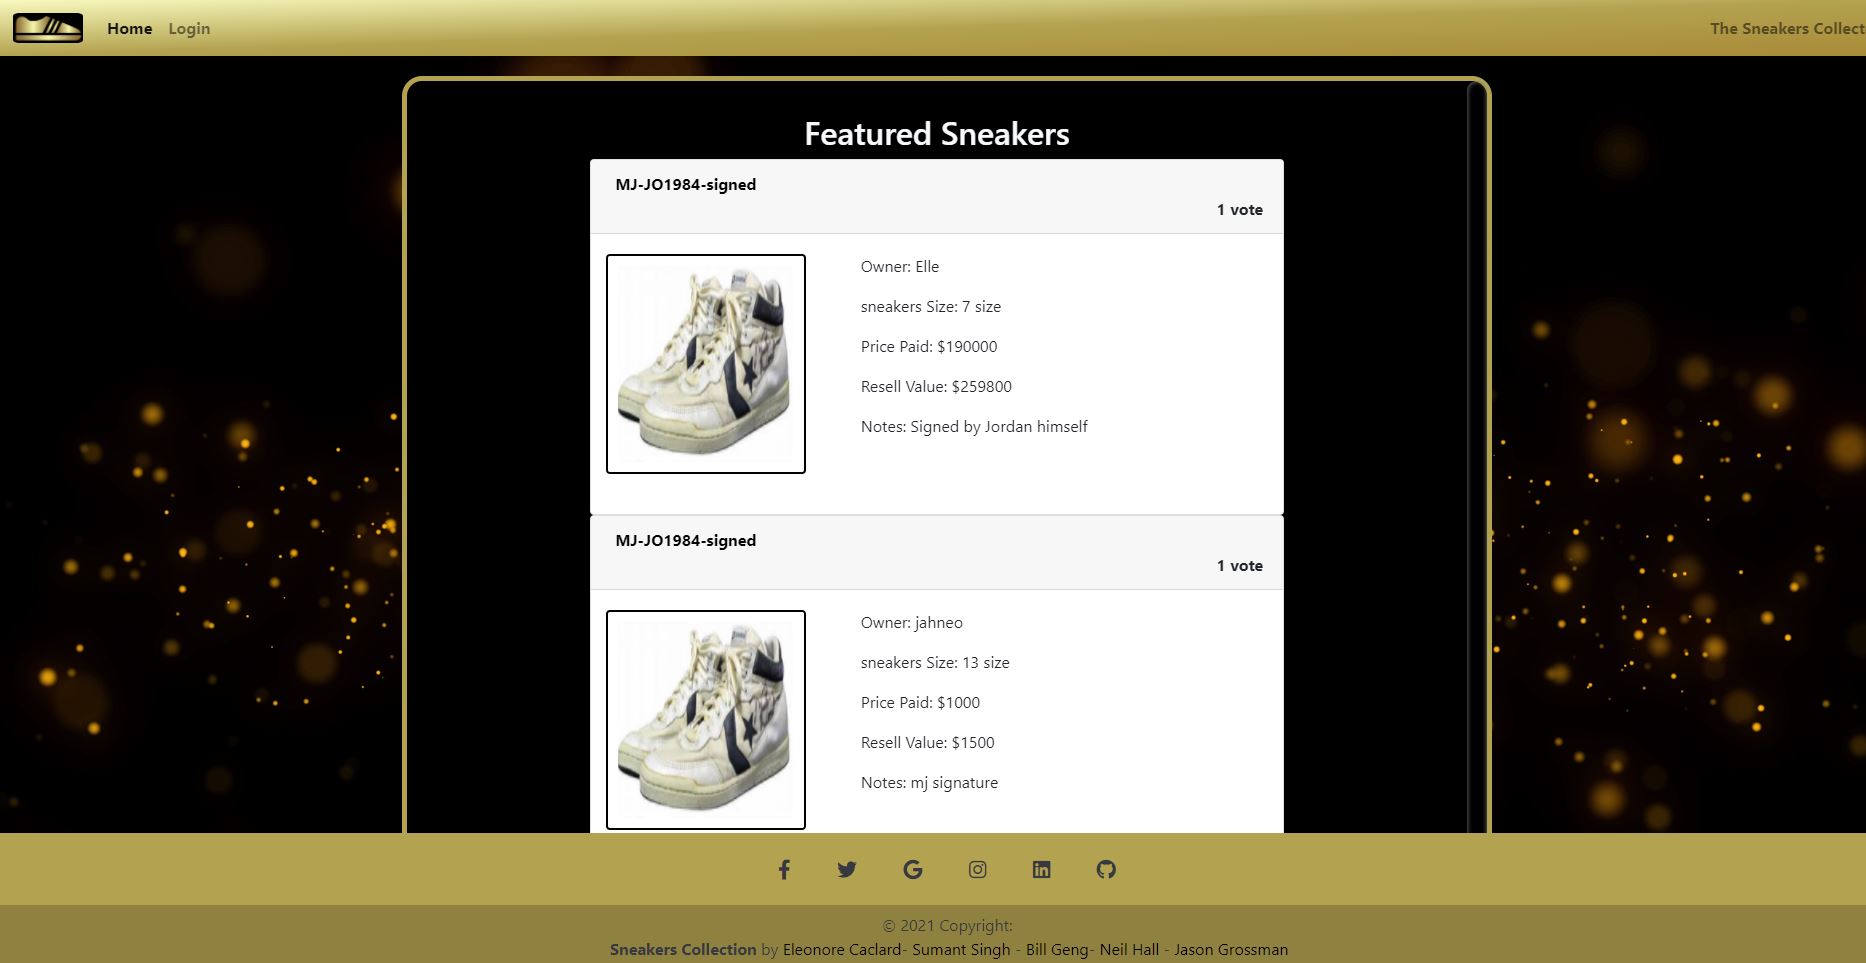 Home Login The Sneakers Collect
Featured Sneakers
MJ-JO1984-signed
1 vote
Owner: Elle
sneakers Size: 7 size
Price Paid: $190000
Resell Value: $259800
Notes: Signed by Jordan himself
MJ-JO1984-signed
1 vote
Owner: jahneo
sneakers Size: 13 size
Price Paid: $1000
Resell Value: $1500
Notes: mj signature
© 2021 Copyright:
Sneakers Collection by Eleonore Caclard- Sumant Singh - Bill Geng- Neil Hall - Jason Grossman